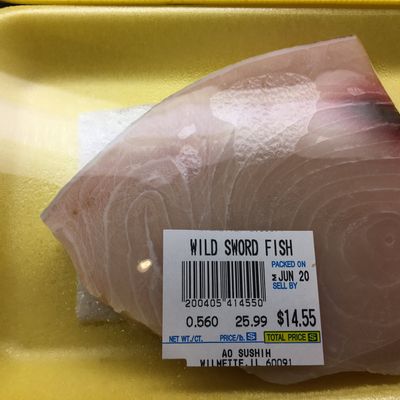 WILD SWORD FISH
PACKED ON
JUN 20
SELL BY
200405 414550
0.560 25.99 $14.55
NET WT./CT. PRICE/lb. S TOTAL PRICE S
AO SUSHIH
WILMETTE,IL 60091